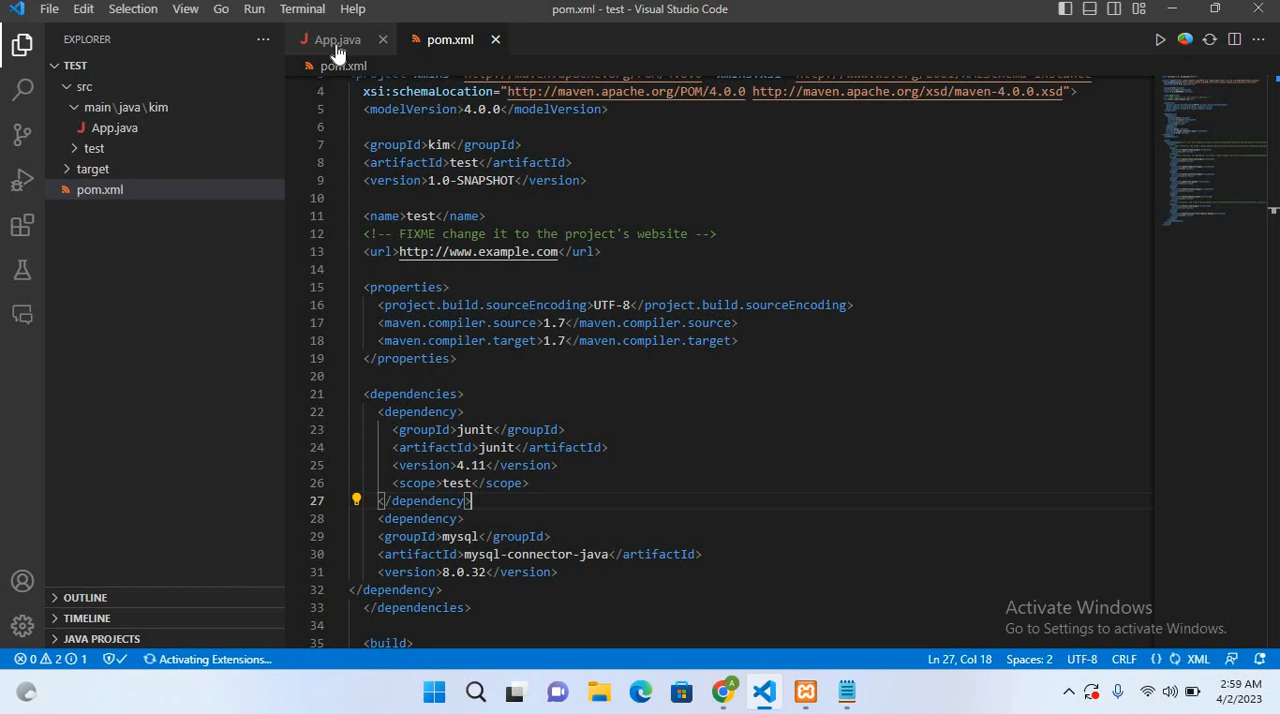 File Edit Selection View Go Run Terminal Help pom.xml - test - Visual Studio Code
EXPLORER
App.java
pom.xml
TEST
pom.xml
src
main\java\kim
App.java
test
target
pom.xml
4 xsi:schemaLocation="http://maven.apache.org/POM/4.0.0 http://maven.apache.org/xsd/maven-4.0.0.xsd">
5 <modelVersion>4.0.0</modelVersion>
6
7 <groupId>kim</groupId>
8 <artifactId>test</artifactId>
9 <version>1.0-SNAPSHOT</version>
10
11 <name>test</name>
12 <!-- FIXME change it to the project's website -->
13 <url>http://www.example.com</url>
14
15 <properties>
16 <project.build.sourceEncoding>UTF-8</project.build.sourceEncoding>
17 <maven.compiler.source>1.7</maven.compiler.source>
18 <maven.compiler.target>1.7</maven.compiler.target>
19 </properties>
20
21 <dependencies>
22 <dependency>
23 <groupId>junit</groupId>
24 <artifactId>junit</artifactId>
25 <version>4.11</version>
26 <scope>test</scope>
27 </dependency>
28 <dependency>
29 <groupId>mysql</groupId>
30 <artifactId>mysql-connector-java</artifactId>
31 <version>8.0.32</version>
32 </dependency>
33 </dependencies>
34
35 <build>
OUTLINE
TIMELINE
JAVA PROJECTS
Activate Windows
Go to Settings to activate Windows.
0 2 1 Activating Extensions... Ln 27, Col 18 Spaces: 2 UTF-8 CRLF {} XML
2:59 AM
4/2/2023